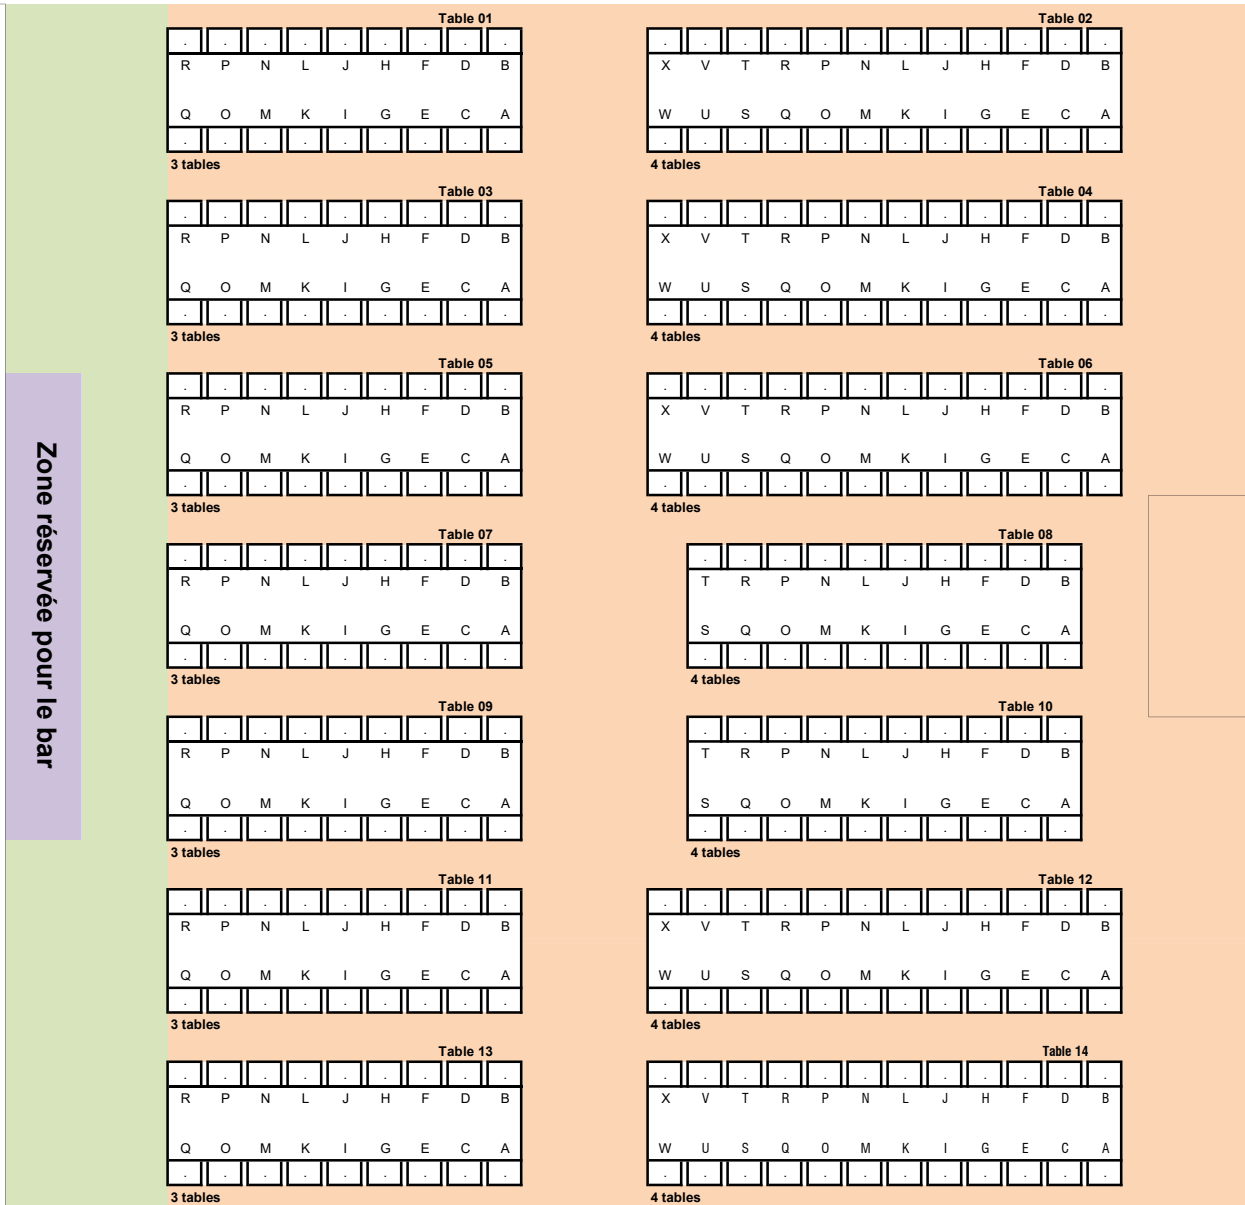 Table 01
R P N L J H F D B
Q O M K I G E C A
3 tables
Table 02
X V T R P N L J H F D B
W U S Q O M K I G E C A
4 tables
Table 03
R P N L J H F D B
Q O M K I G E C A
3 tables
Table 04
X V T R P N L J H F D B
W U S Q O M K I G E C A
4 tables
Table 05
R P N L J H F D B
Q O M K I G E C A
3 tables
Table 06
X V T R P N L J H F D B
W U S Q O M K I G E C A
4 tables
Zone réservée pour le bar
Table 07
R P N L J H F D B
Q O M K I G E C A
3 tables
Table 08
T R P N L J H F D B
S Q O M K I G E C A
4 tables
Table 09
R P N L J H F D B
Q O M K I G E C A
3 tables
Table 10
T R P N L J H F D B
S Q O M K I G E C A
4 tables
Table 11
R P N L J H F D B
Q O M K I G E C A
3 tables
Table 12
X V T R P N L J H F D B
W U S Q O M K I G E C A
4 tables
Table 13
R P N L J H F D B
Q O M K I G E C A
3 tables
Table 14
X V T R P N L J H F D B
W U S Q O M K I G E C A
4 tables